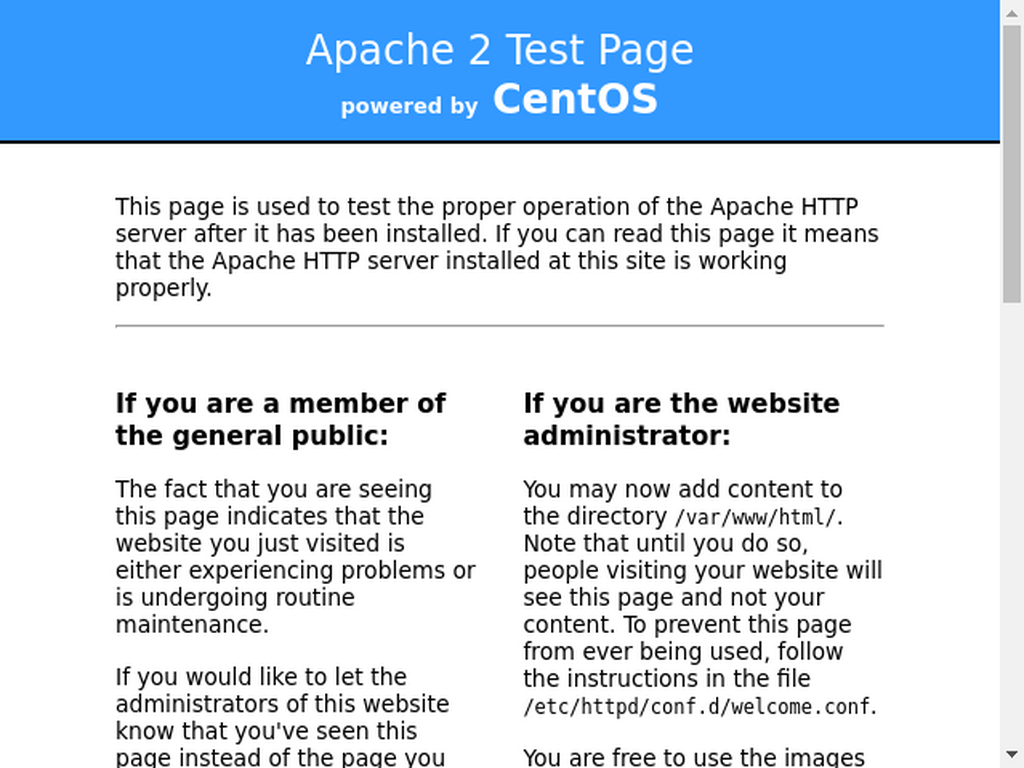 Apache 2 Test Page
powered by CentOS
This page is used to test the proper operation of the Apache HTTP
server after it has been installed. If you can read this page it means
that the Apache HTTP server installed at this site is working
properly.
If you are a member of
the general public:
The fact that you are seeing
this page indicates that the
website you just visited is
either experiencing problems or
is undergoing routine
maintenance.
If you would like to let the
administrators of this website
know that you've seen this
page instead of the page you
If you are the website
administrator:
You may now add content to
the directory /var/www/html/.
Note that until you do so,
people visiting your website will
see this page and not your
content. To prevent this page
from ever being used, follow
the instructions in the file
/etc/httpd/conf.d/welcome.conf.
You are free to use the images